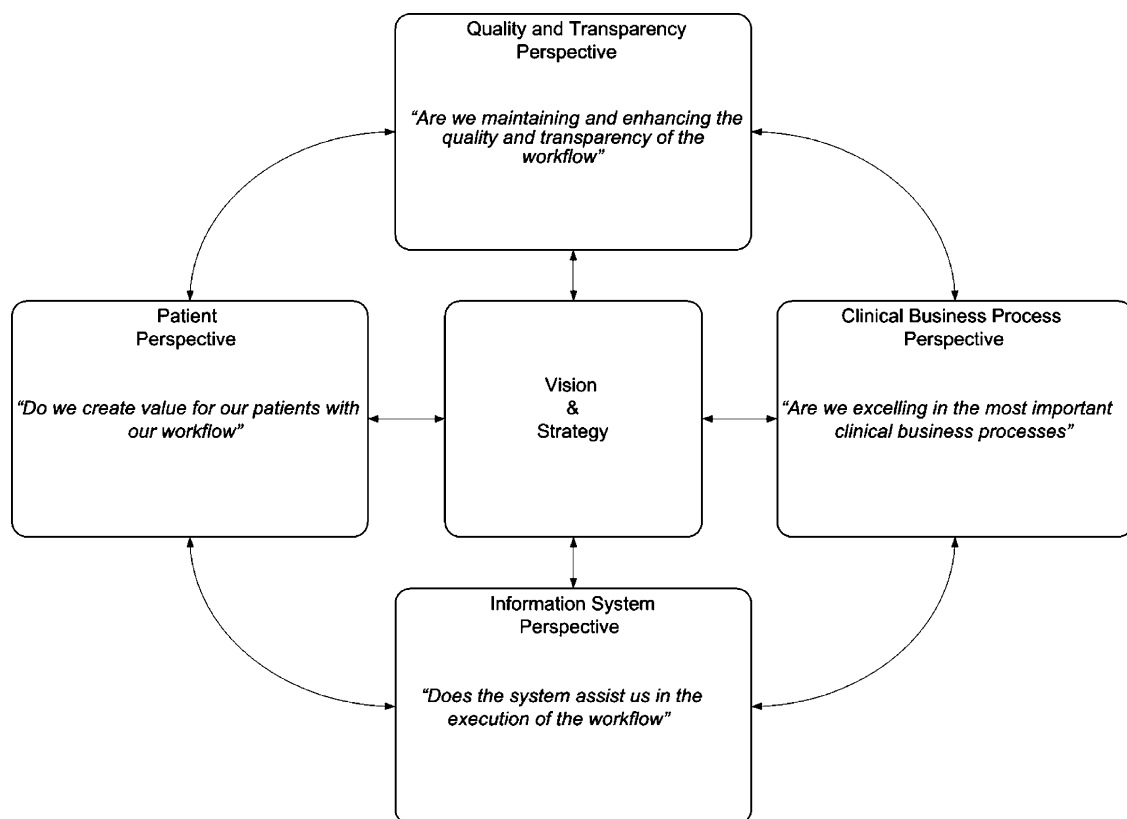 Quality and Transparency
Perspective
“Are we maintaining and enhancing the
quality and transparency of the
workflow”
Patient
Perspective
“Do we create value for our patients with
our workflow”
Vision
&
Strategy
Clinical Business Process
Perspective
“Are we excelling in the most important
clinical business processes”
Information System
Perspective
“Does the system assist us in the
execution of the workflow”